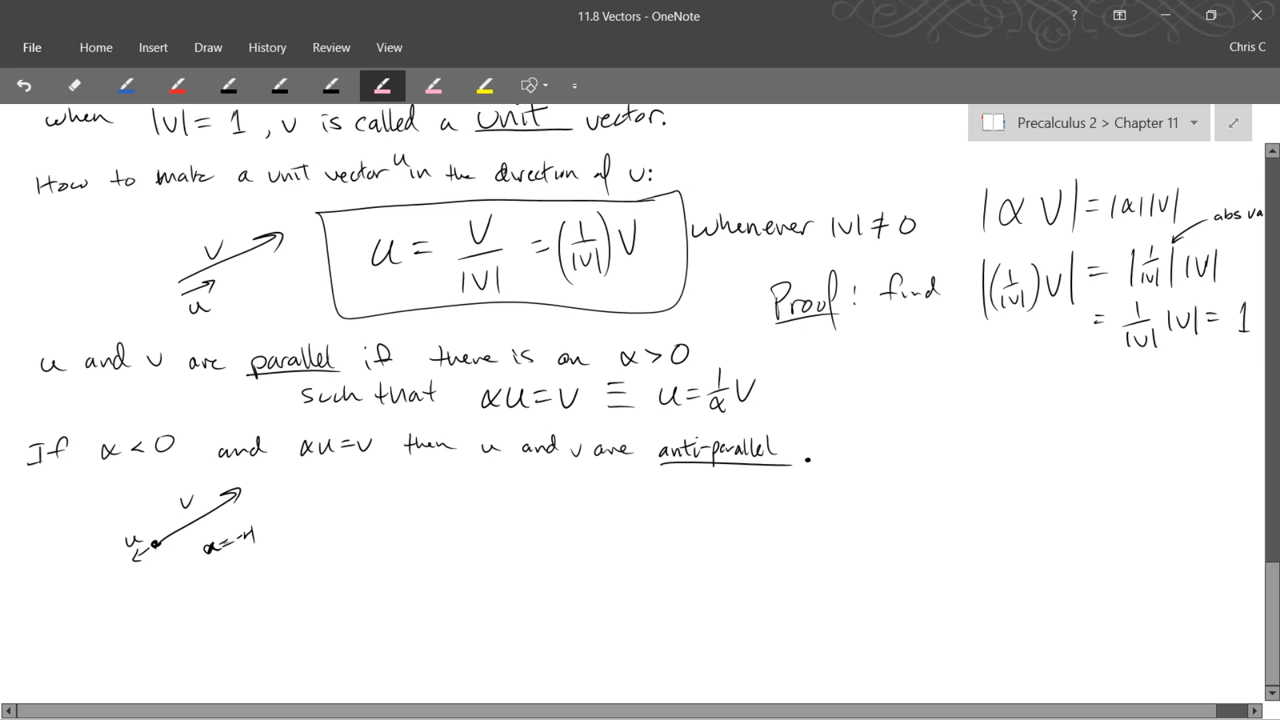 11.8 Vectors - OneNote
?
File Home Insert Draw History Review View
Chris C
Precalculus 2 > Chapter 11
when |v| = 1 , v is called a unit vector.
How to make a unit vector u in the direction of v:
v
u
u = v/|v| = (1/|v|) v
whenever |v| ≠ 0
|α v| = |α||v|
abs va
Proof : find |(1/|v|) v| = |1/|v|| |v|
= 1/|v| |v| = 1
u and v are parallel if there is an α > 0
such that αu = v ≡ u = 1/α v
If α < 0 and αu = v then u and v are anti-parallel .
v
u
α = -4